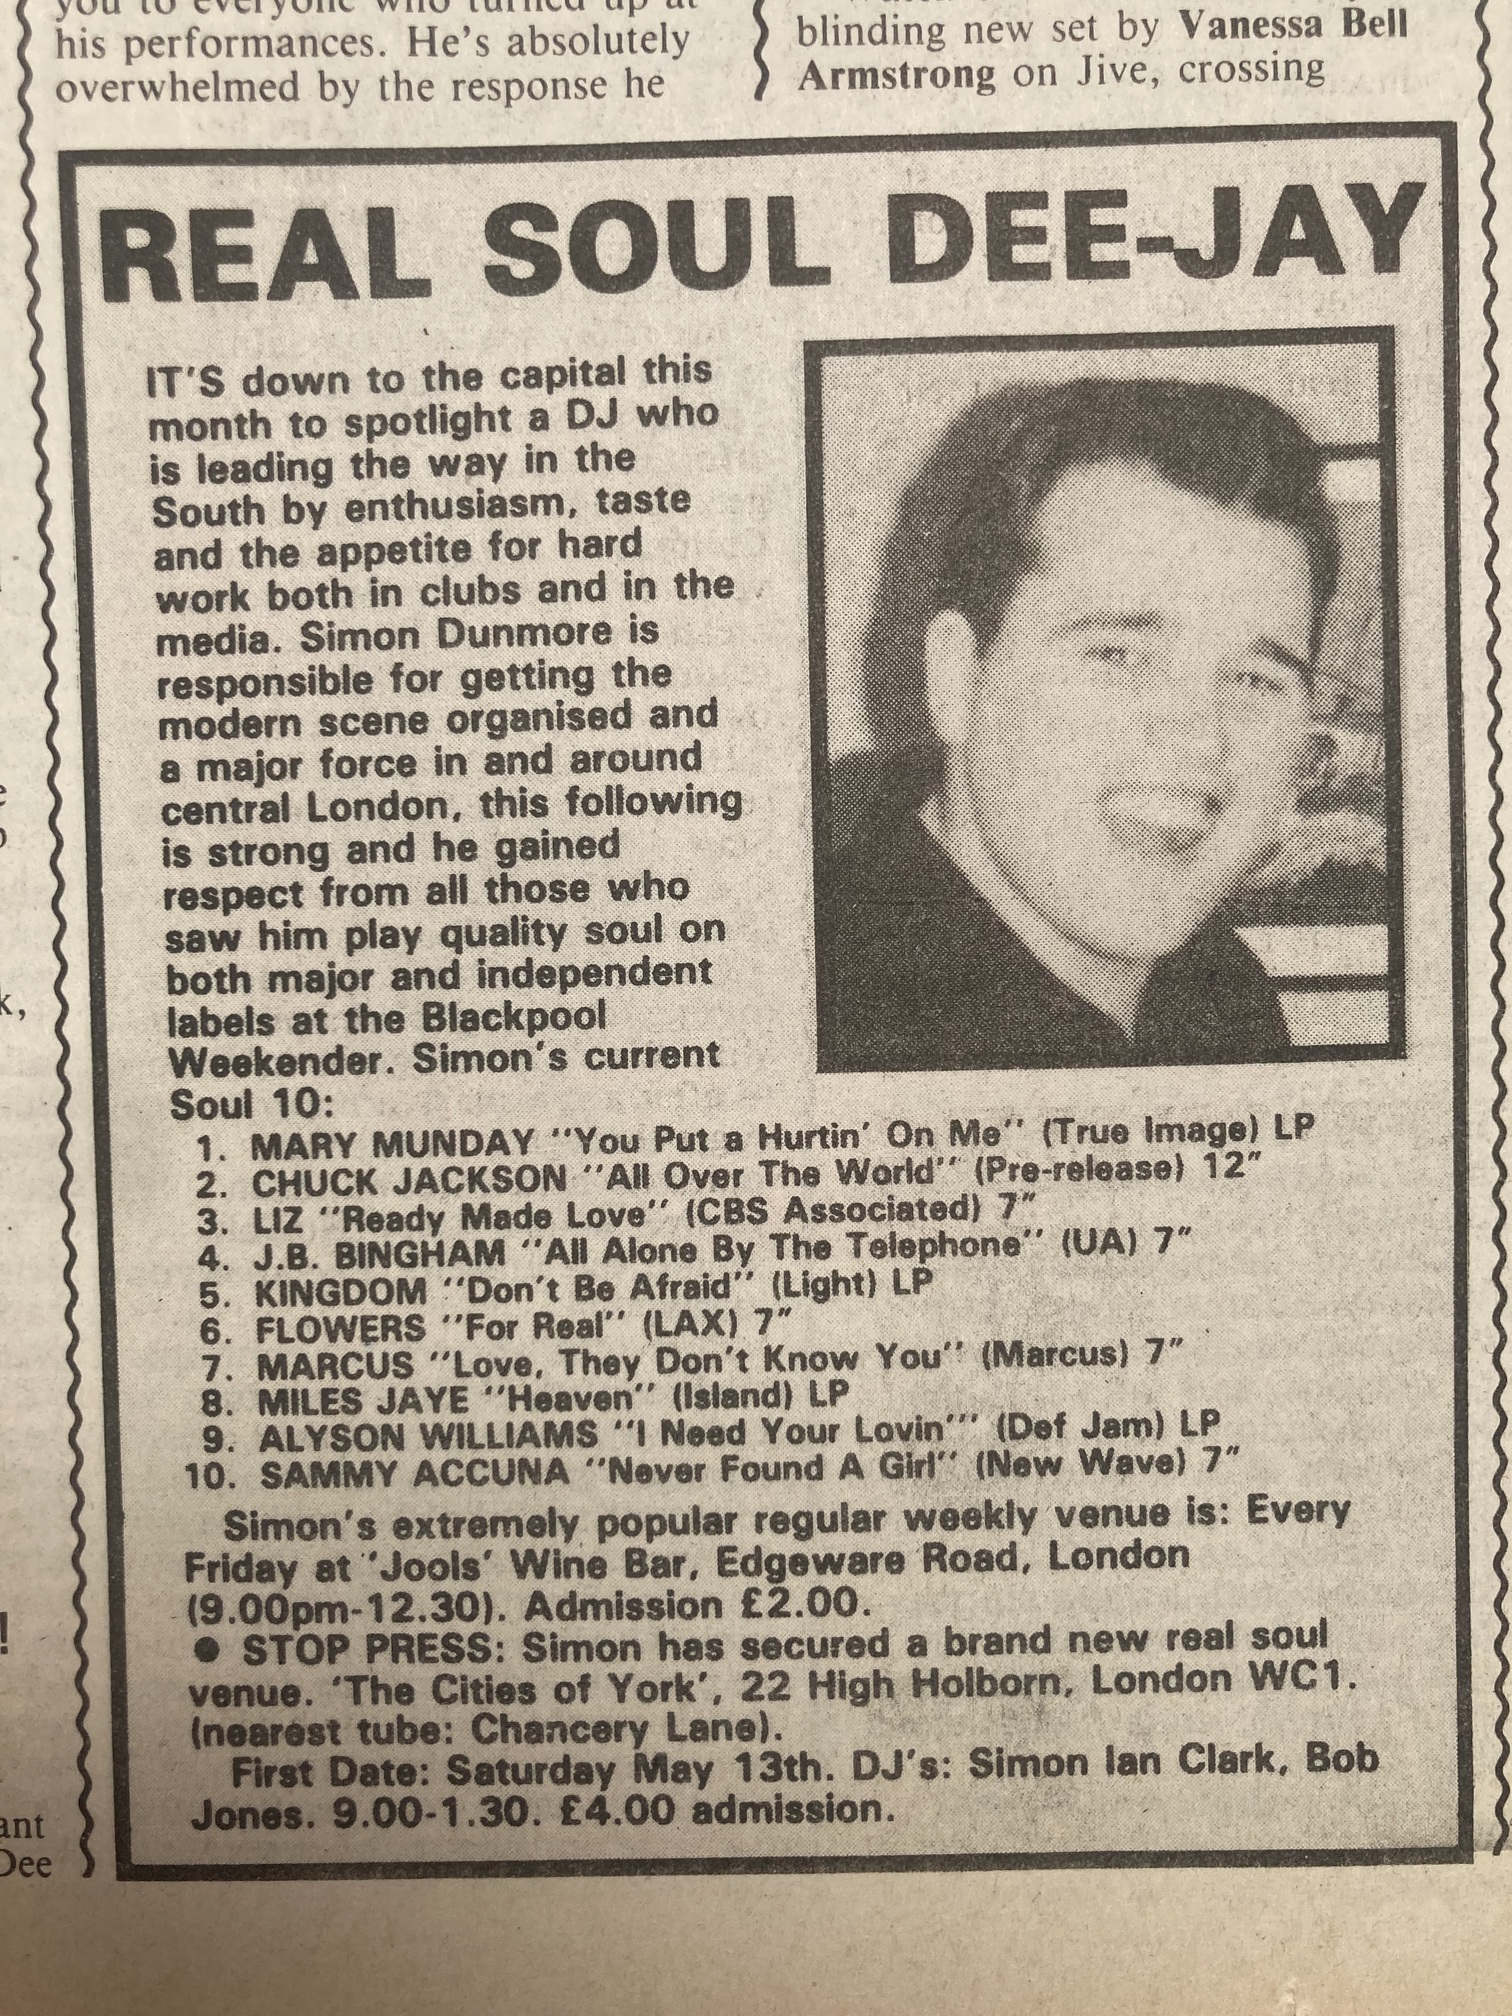 you to everyone who turned up at
his performances. He's absolutely
overwhelmed by the response he
blinding new set by Vanessa Bell
Armstrong on Jive, crossing
REAL SOUL DEE-JAY
IT'S down to the capital this
month to spotlight a DJ who
is leading the way in the
South by enthusiasm, taste
and the appetite for hard
work both in clubs and in the
media. Simon Dunmore is
responsible for getting the
modern scene organised and
a major force in and around
central London, this following
is strong and he gained
respect from all those who
saw him play quality soul on
both major and independent
labels at the Blackpool
Weekender. Simon's current
Soul 10:
1. MARY MUNDAY "You Put a Hurtin' On Me" (True Image) LP
2. CHUCK JACKSON "All Over The World" (Pre-release) 12"
3. LIZ "Ready Made Love" (CBS Associated) 7"
4. J.B. BINGHAM "All Alone By The Telephone" (UA) 7"
5. KINGDOM "Don't Be Afraid" (Light) LP
6. FLOWERS "For Real" (LAX) 7"
7. MARCUS "Love, They Don't Know You" (Marcus) 7"
8. MILES JAYE "Heaven" (Island) LP
9. ALYSON WILLIAMS "I Need Your Lovin'" (Def Jam) LP
10. SAMMY ACCUNA "Never Found A Girl" (New Wave) 7"
Simon's extremely popular regular weekly venue is: Every
Friday at 'Jools' Wine Bar, Edgeware Road, London
(9.00pm-12.30). Admission £2.00.
● STOP PRESS: Simon has secured a brand new real soul
venue. 'The Cities of York', 22 High Holborn, London WC1.
(nearest tube: Chancery Lane).
First Date: Saturday May 13th. DJ's: Simon Ian Clark, Bob
Jones. 9.00-1.30. £4.00 admission.
ant
Dee